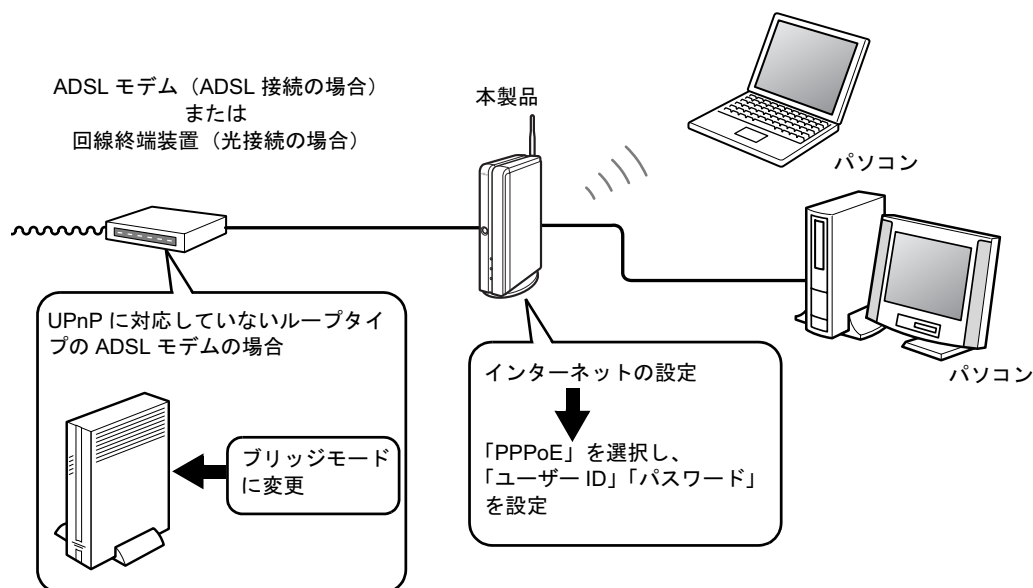 ADSL モデム（ADSL 接続の場合）
または
回線終端装置（光接続の場合）
本製品
パソコン
パソコン
UPnP に対応していないループタイ
プの ADSL モデムの場合
ブリッジモード
に変更
インターネットの設定
「PPPoE」を選択し、
「ユーザー ID」「パスワード」
を設定